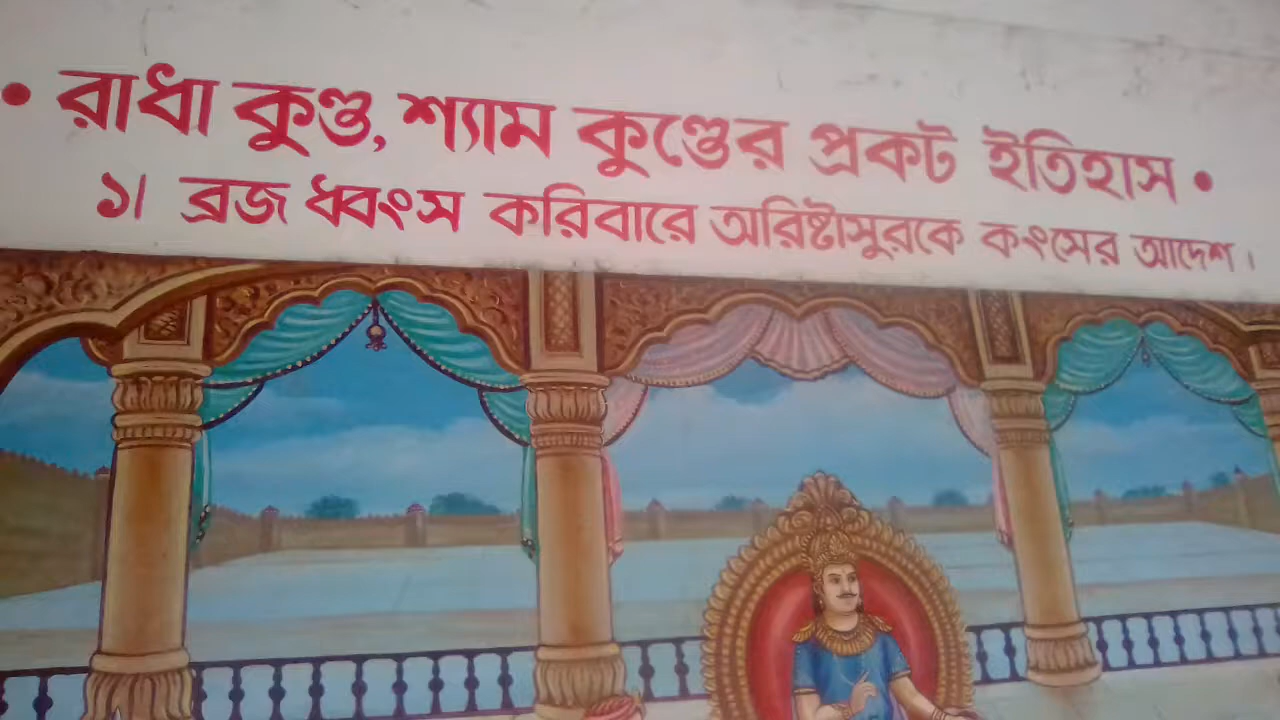 • রাধা কুণ্ড, শ্যাম কুণ্ডের প্রকট ইতিহাস •
১। ব্রজ ধ্বংস করিবারে অরিষ্টাসুরকে কংসের আদেশ।